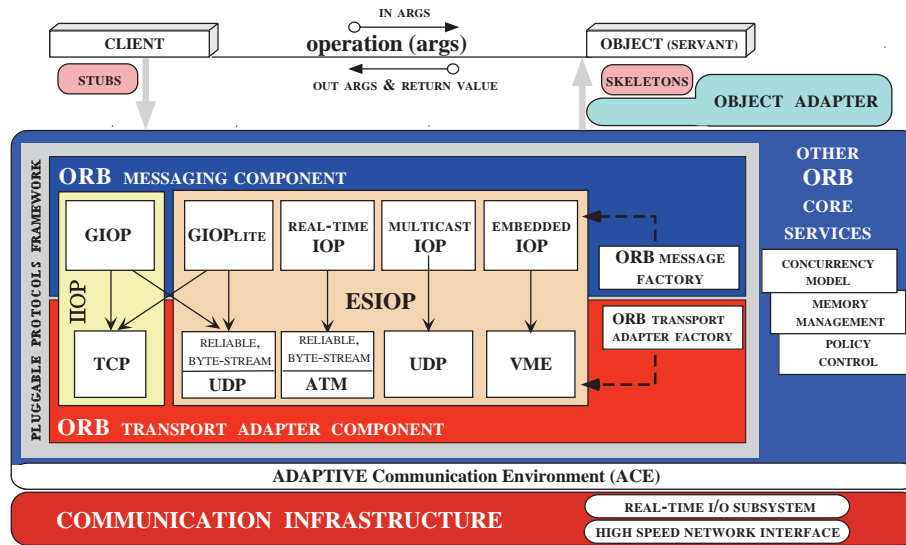 IN ARGS
CLIENT
operation (args)
OBJECT (SERVANT)
STUBS
OUT ARGS & RETURN VALUE
SKELETONS
OBJECT ADAPTER
PLUGGABLE PROTOCOLS FRAMEWORK
ORB MESSAGING COMPONENT
GIOP
GIOPLITE
REAL-TIME
IOP
MULTICAST
IOP
EMBEDDED
IOP
ORB MESSAGE
FACTORY
IIOP
ESIOP
ORB TRANSPORT
ADAPTER FACTORY
TCP
RELIABLE,
BYTE-STREAM
UDP
RELIABLE,
BYTE-STREAM
ATM
UDP
VME
ORB TRANSPORT ADAPTER COMPONENT
OTHER
ORB
CORE
SERVICES
CONCURRENCY
MODEL
MEMORY
MANAGEMENT
POLICY
CONTROL
ADAPTIVE Communication Environment (ACE)
COMMUNICATION INFRASTRUCTURE
REAL-TIME I/O SUBSYSTEM
HIGH SPEED NETWORK INTERFACE